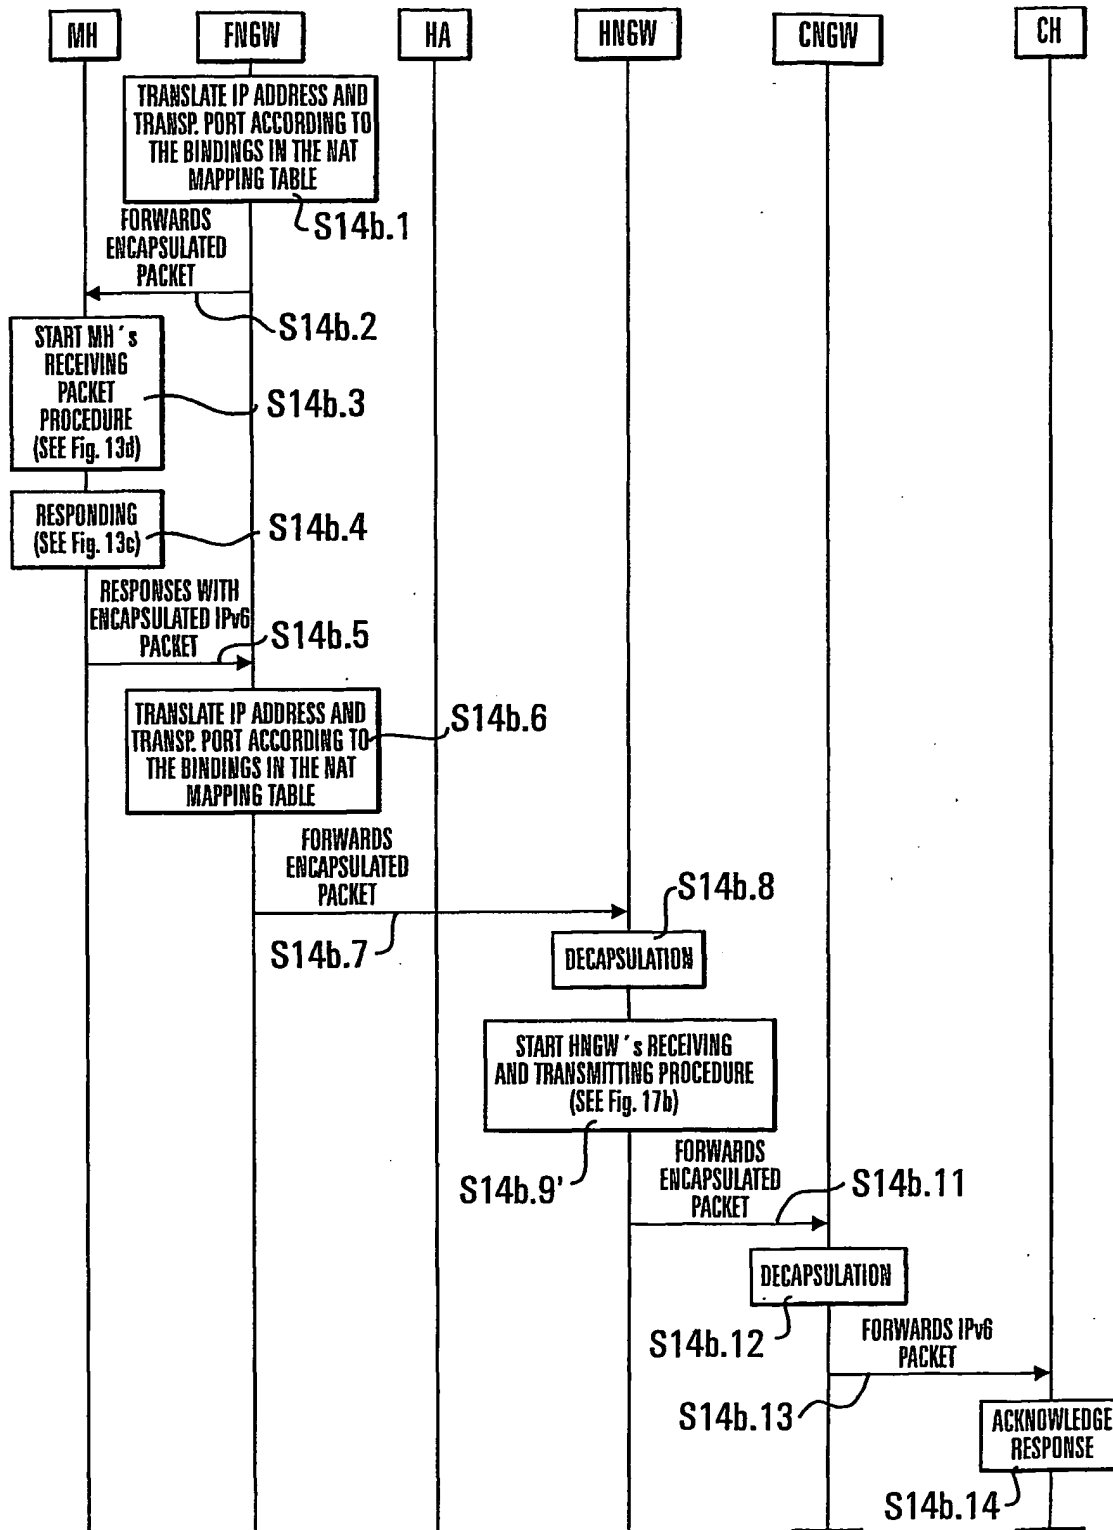 MH
FNGW
HA
HNGW
CNGW
CH
TRANSLATE IP ADDRESS AND
TRANSP. PORT ACCORDING TO
THE BINDINGS IN THE NAT
MAPPING TABLE
S14b.1
FORWARDS
ENCAPSULATED
PACKET
S14b.2
START MH´s
RECEIVING
PACKET
PROCEDURE
(SEE Fig. 13d)
S14b.3
RESPONDING
(SEE Fig. 13c)
S14b.4
RESPONSES WITH
ENCAPSULATED IPv6
PACKET
S14b.5
TRANSLATE IP ADDRESS AND
TRANSP. PORT ACCORDING TO
THE BINDINGS IN THE NAT
MAPPING TABLE
S14b.6
FORWARDS
ENCAPSULATED
PACKET
S14b.7
S14b.8
DECAPSULATION
START HNGW´s RECEIVING
AND TRANSMITTING PROCEDURE
(SEE Fig. 17b)
S14b.9'
FORWARDS
ENCAPSULATED
PACKET
S14b.11
DECAPSULATION
S14b.12
FORWARDS IPv6
PACKET
S14b.13
ACKNOWLEDGE
RESPONSE
S14b.14